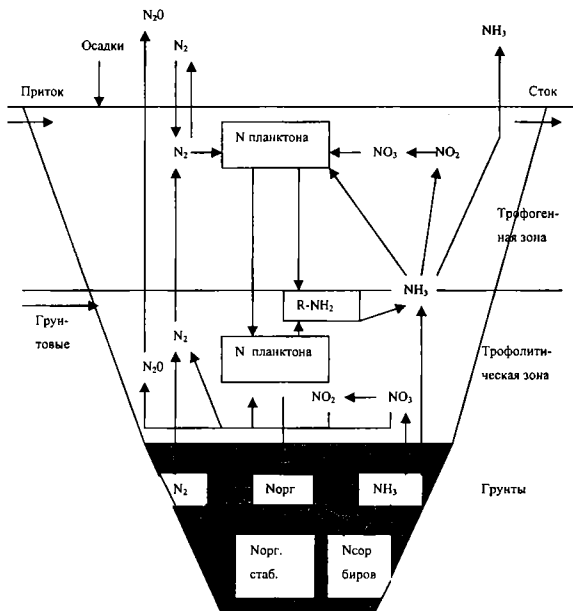 N₂0
N₂
NH₃
Осадки
Приток
Сток
N планктона
N₂
NO₃
NO₂
Трофоген-
ная зона
NH₃
R-NH₂
Грун-
товые
N₂
N планктона
Трофолити-
ческая зона
N₂0
NO₂
NO₃
N₂
Nорг
NH₃
Грунты
Nорг.
стаб.
Nсор
биров